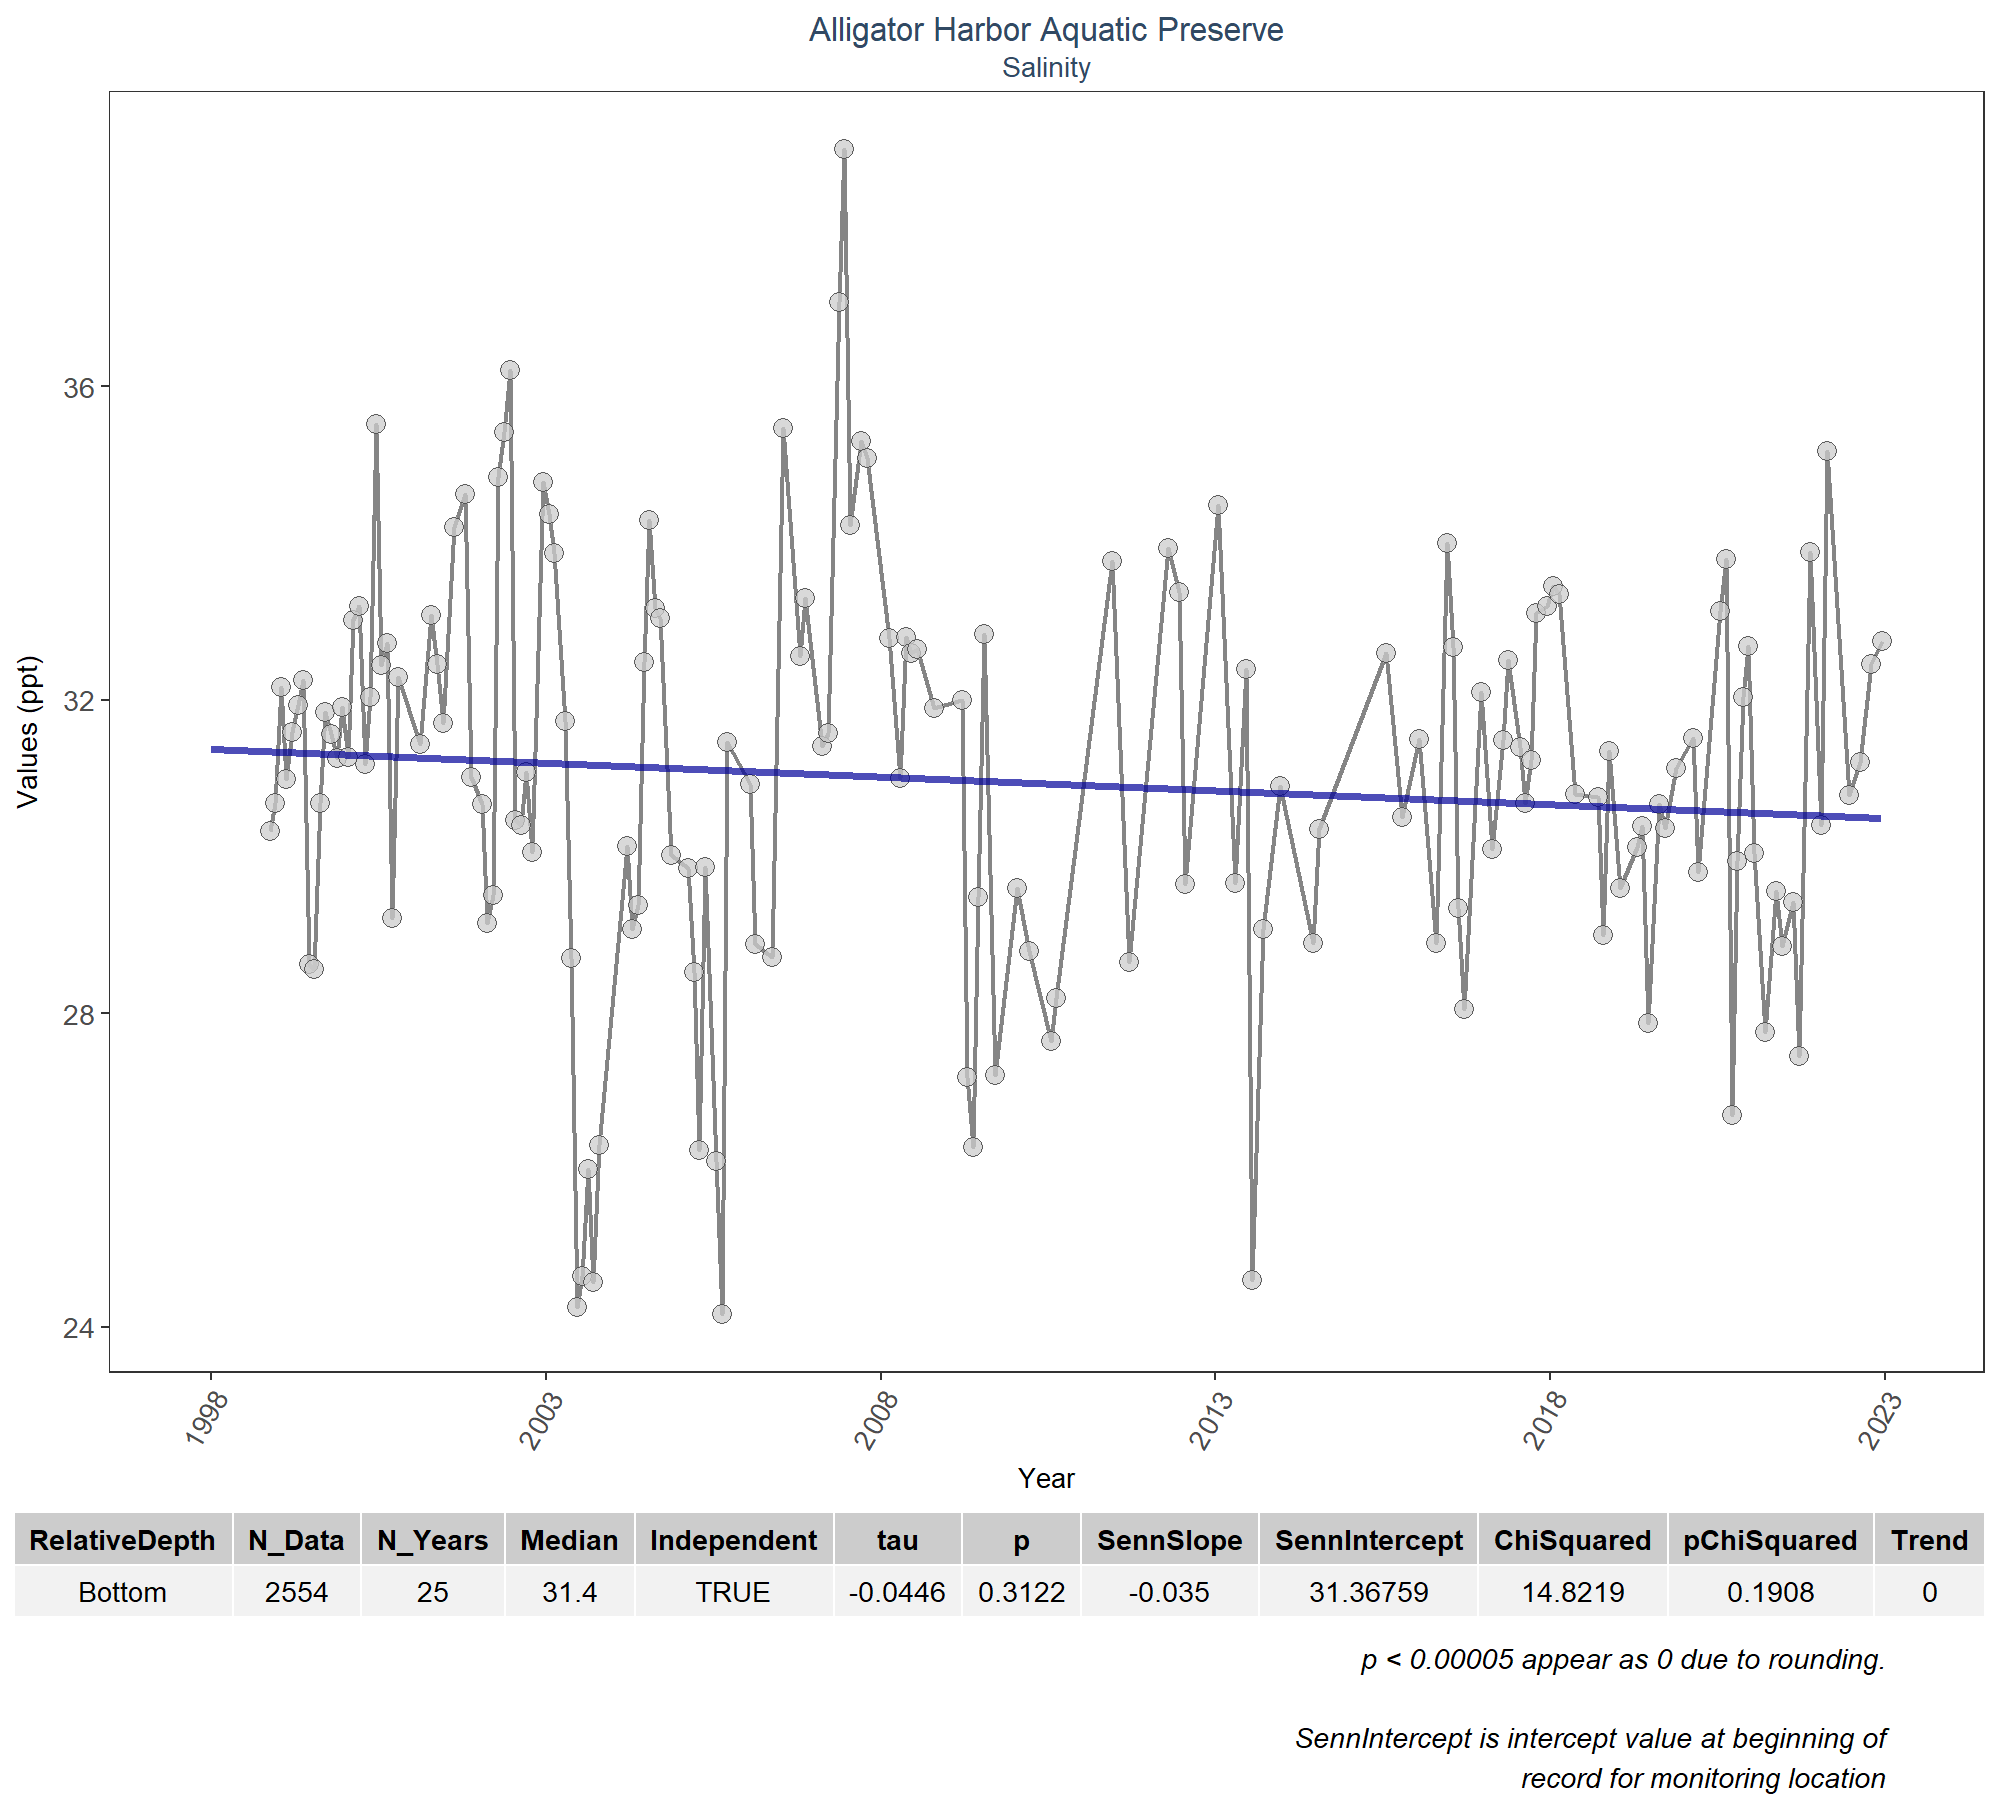 Alligator Harbor Aquatic Preserve
Salinity
Values (ppt)
36
32
28
24
1998
2003
2008
2013
2018
2023
Year
RelativeDepth N_Data N_Years Median Independent tau p SennSlope SennIntercept ChiSquared pChiSquared Trend
Bottom 2554 25 31.4 TRUE -0.0446 0.3122 -0.035 31.36759 14.8219 0.1908 0
p < 0.00005 appear as 0 due to rounding.
SennIntercept is intercept value at beginning of
record for monitoring location